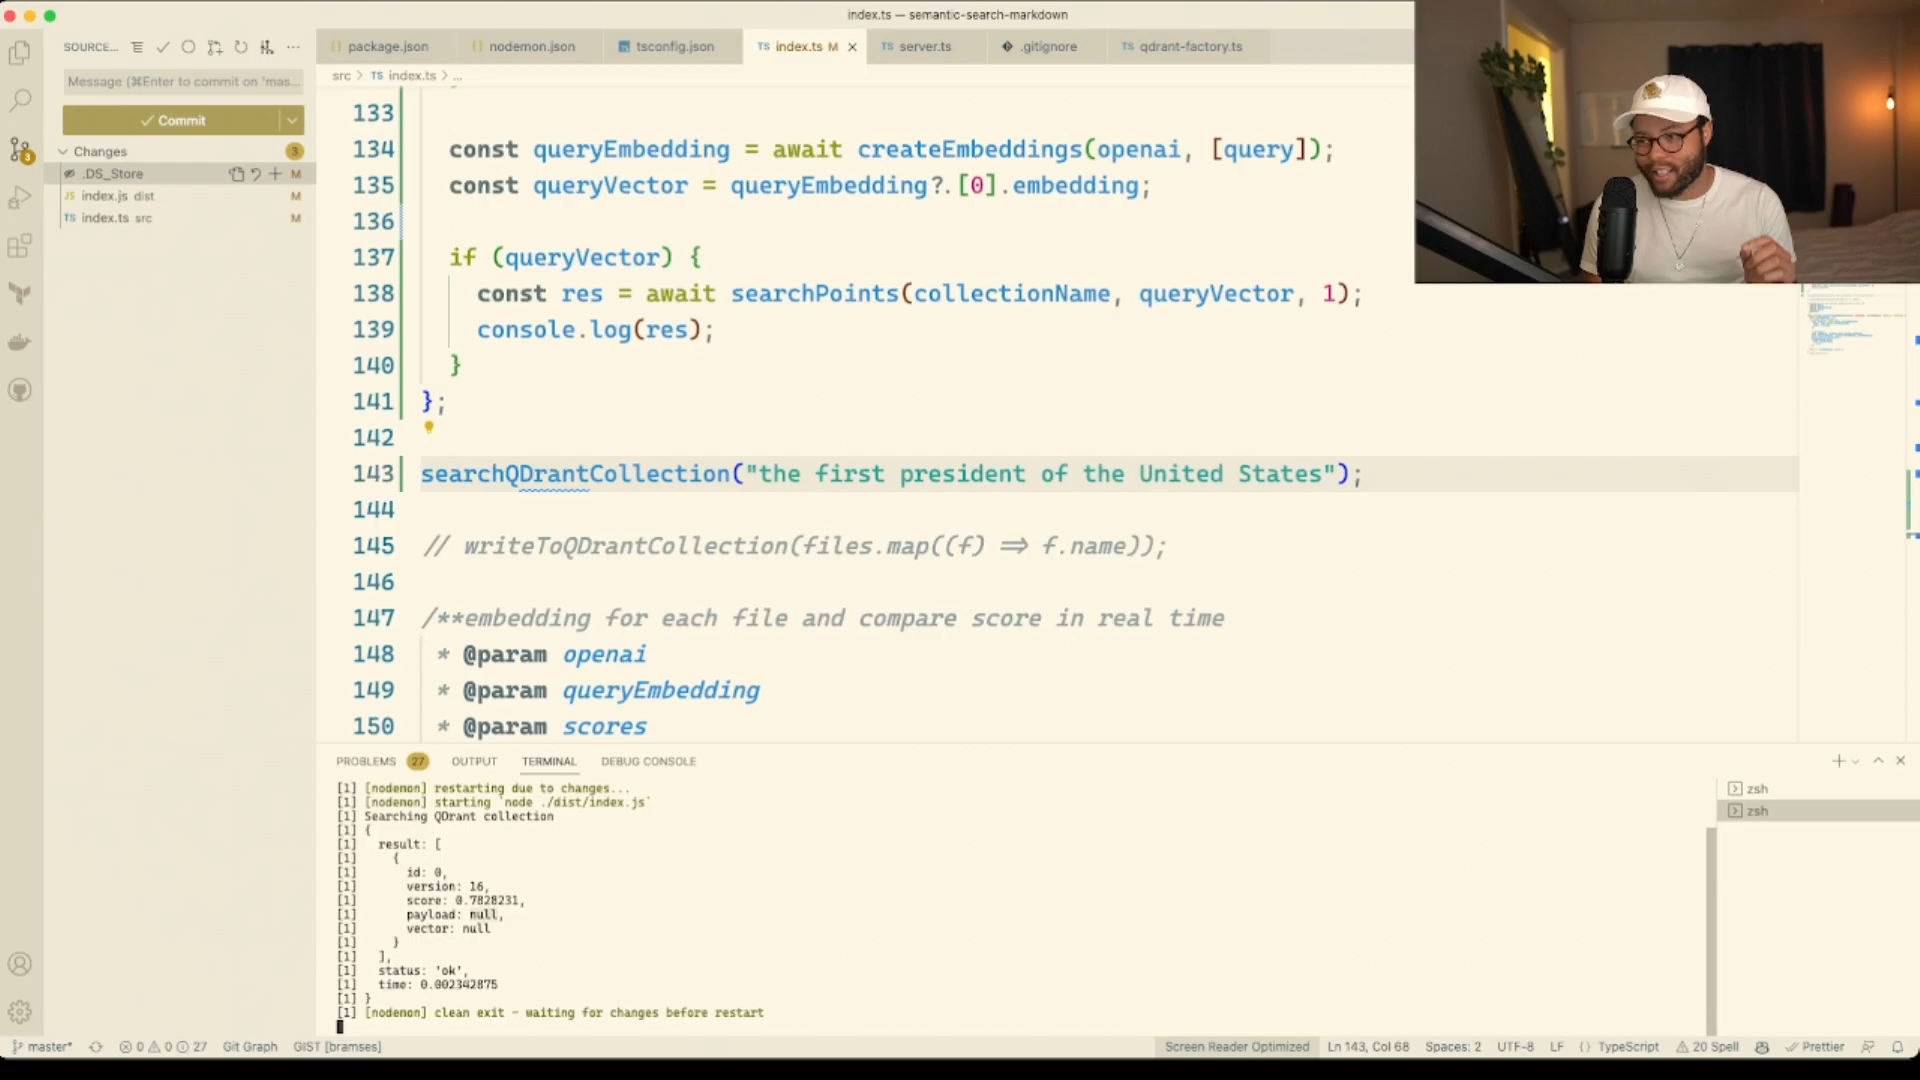 index.ts — semantic-search-markdown
SOURCE...
package.json
nodemon.json
tsconfig.json
TS index.ts M
TS server.ts
.gitignore
TS qdrant-factory.ts
src > TS index.ts > ...
Message (⌘Enter to commit on 'mas...
Commit
Changes
3
.DS_Store
M
JS index.js dist
M
TS index.ts src
M
3
133
134 const queryEmbedding = await createEmbeddings(openai, [query]);
135 const queryVector = queryEmbedding?.[0].embedding;
136
137 if (queryVector) {
138 const res = await searchPoints(collectionName, queryVector, 1);
139 console.log(res);
140 }
141 };
142
143 searchQDrantCollection("the first president of the United States");
144
145 // writeToQDrantCollection(files.map((f) => f.name));
146
147 /**embedding for each file and compare score in real time
148 * @param openai
149 * @param queryEmbedding
150 * @param scores
PROBLEMS 27 OUTPUT TERMINAL DEBUG CONSOLE
[1] [nodemon] restarting due to changes...
[1] [nodemon] starting `node ./dist/index.js`
[1] Searching QDrant collection
[1] {
[1] result: [
[1] {
[1] id: 0,
[1] version: 16,
[1] score: 0.7828231,
[1] payload: null,
[1] vector: null
[1] }
[1] ],
[1] status: 'ok',
[1] time: 0.002342875
[1] }
[1] [nodemon] clean exit - waiting for changes before restart
zsh
zsh
master* 0 0 27 Git Graph GIST [bramses]
Screen Reader Optimized Ln 143, Col 68 Spaces: 2 UTF-8 LF { } TypeScript 20 Spell Prettier